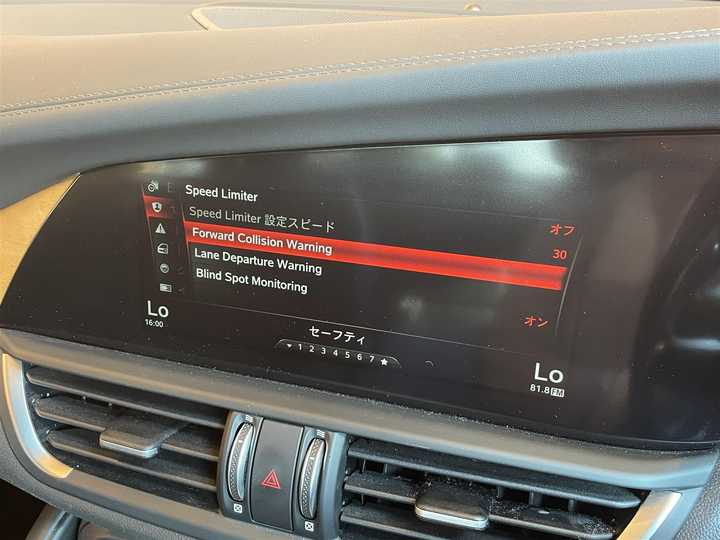 Speed Limiter オフ
Speed Limiter 設定スピード 30
Forward Collision Warning
Lane Departure Warning
Blind Spot Monitoring オン
Lo
16:00
セーフティ
1 2 3 4 5 6 7
Lo
81.8 FM